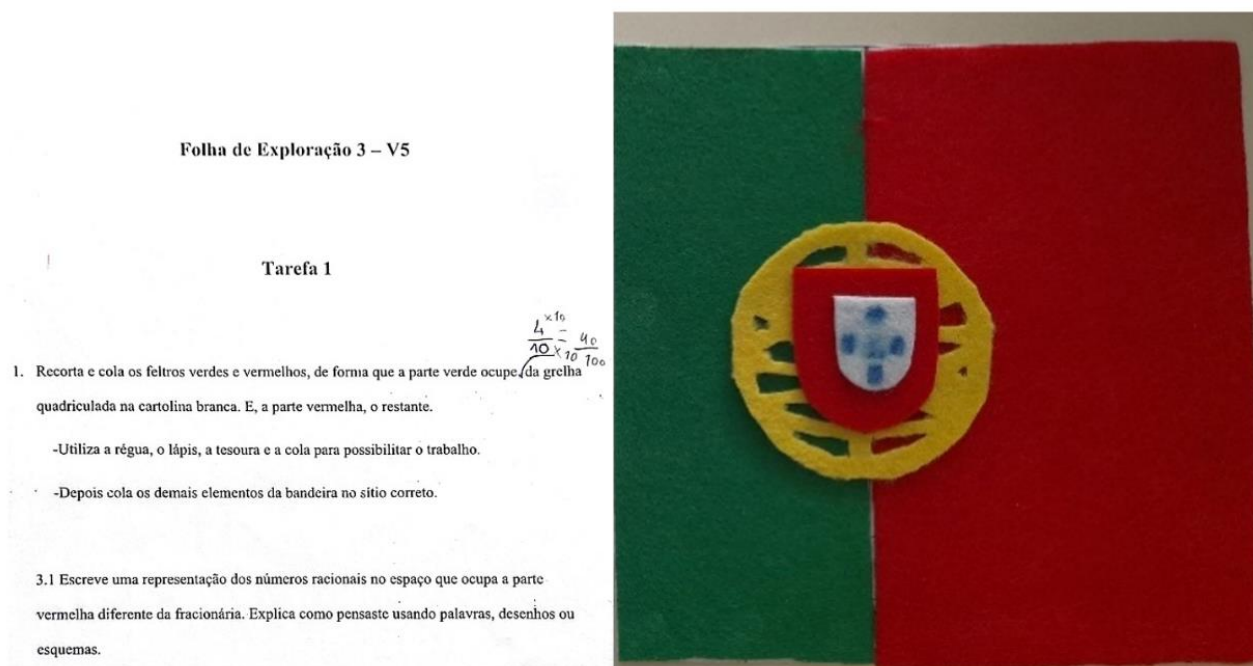 Folha de Exploração 3 – V5
Tarefa 1
4 x10 = 40
10 x 10 100
1. Recorta e cola os feltros verdes e vermelhos, de forma que a parte verde ocupe da grelha
quadriculada na cartolina branca. E, a parte vermelha, o restante.
-Utiliza a régua, o lápis, a tesoura e a cola para possibilitar o trabalho.
-Depois cola os demais elementos da bandeira no sítio correto.
3.1 Escreve uma representação dos números racionais no espaço que ocupa a parte
vermelha diferente da fracionária. Explica como pensaste usando palavras, desenhos ou
esquemas.